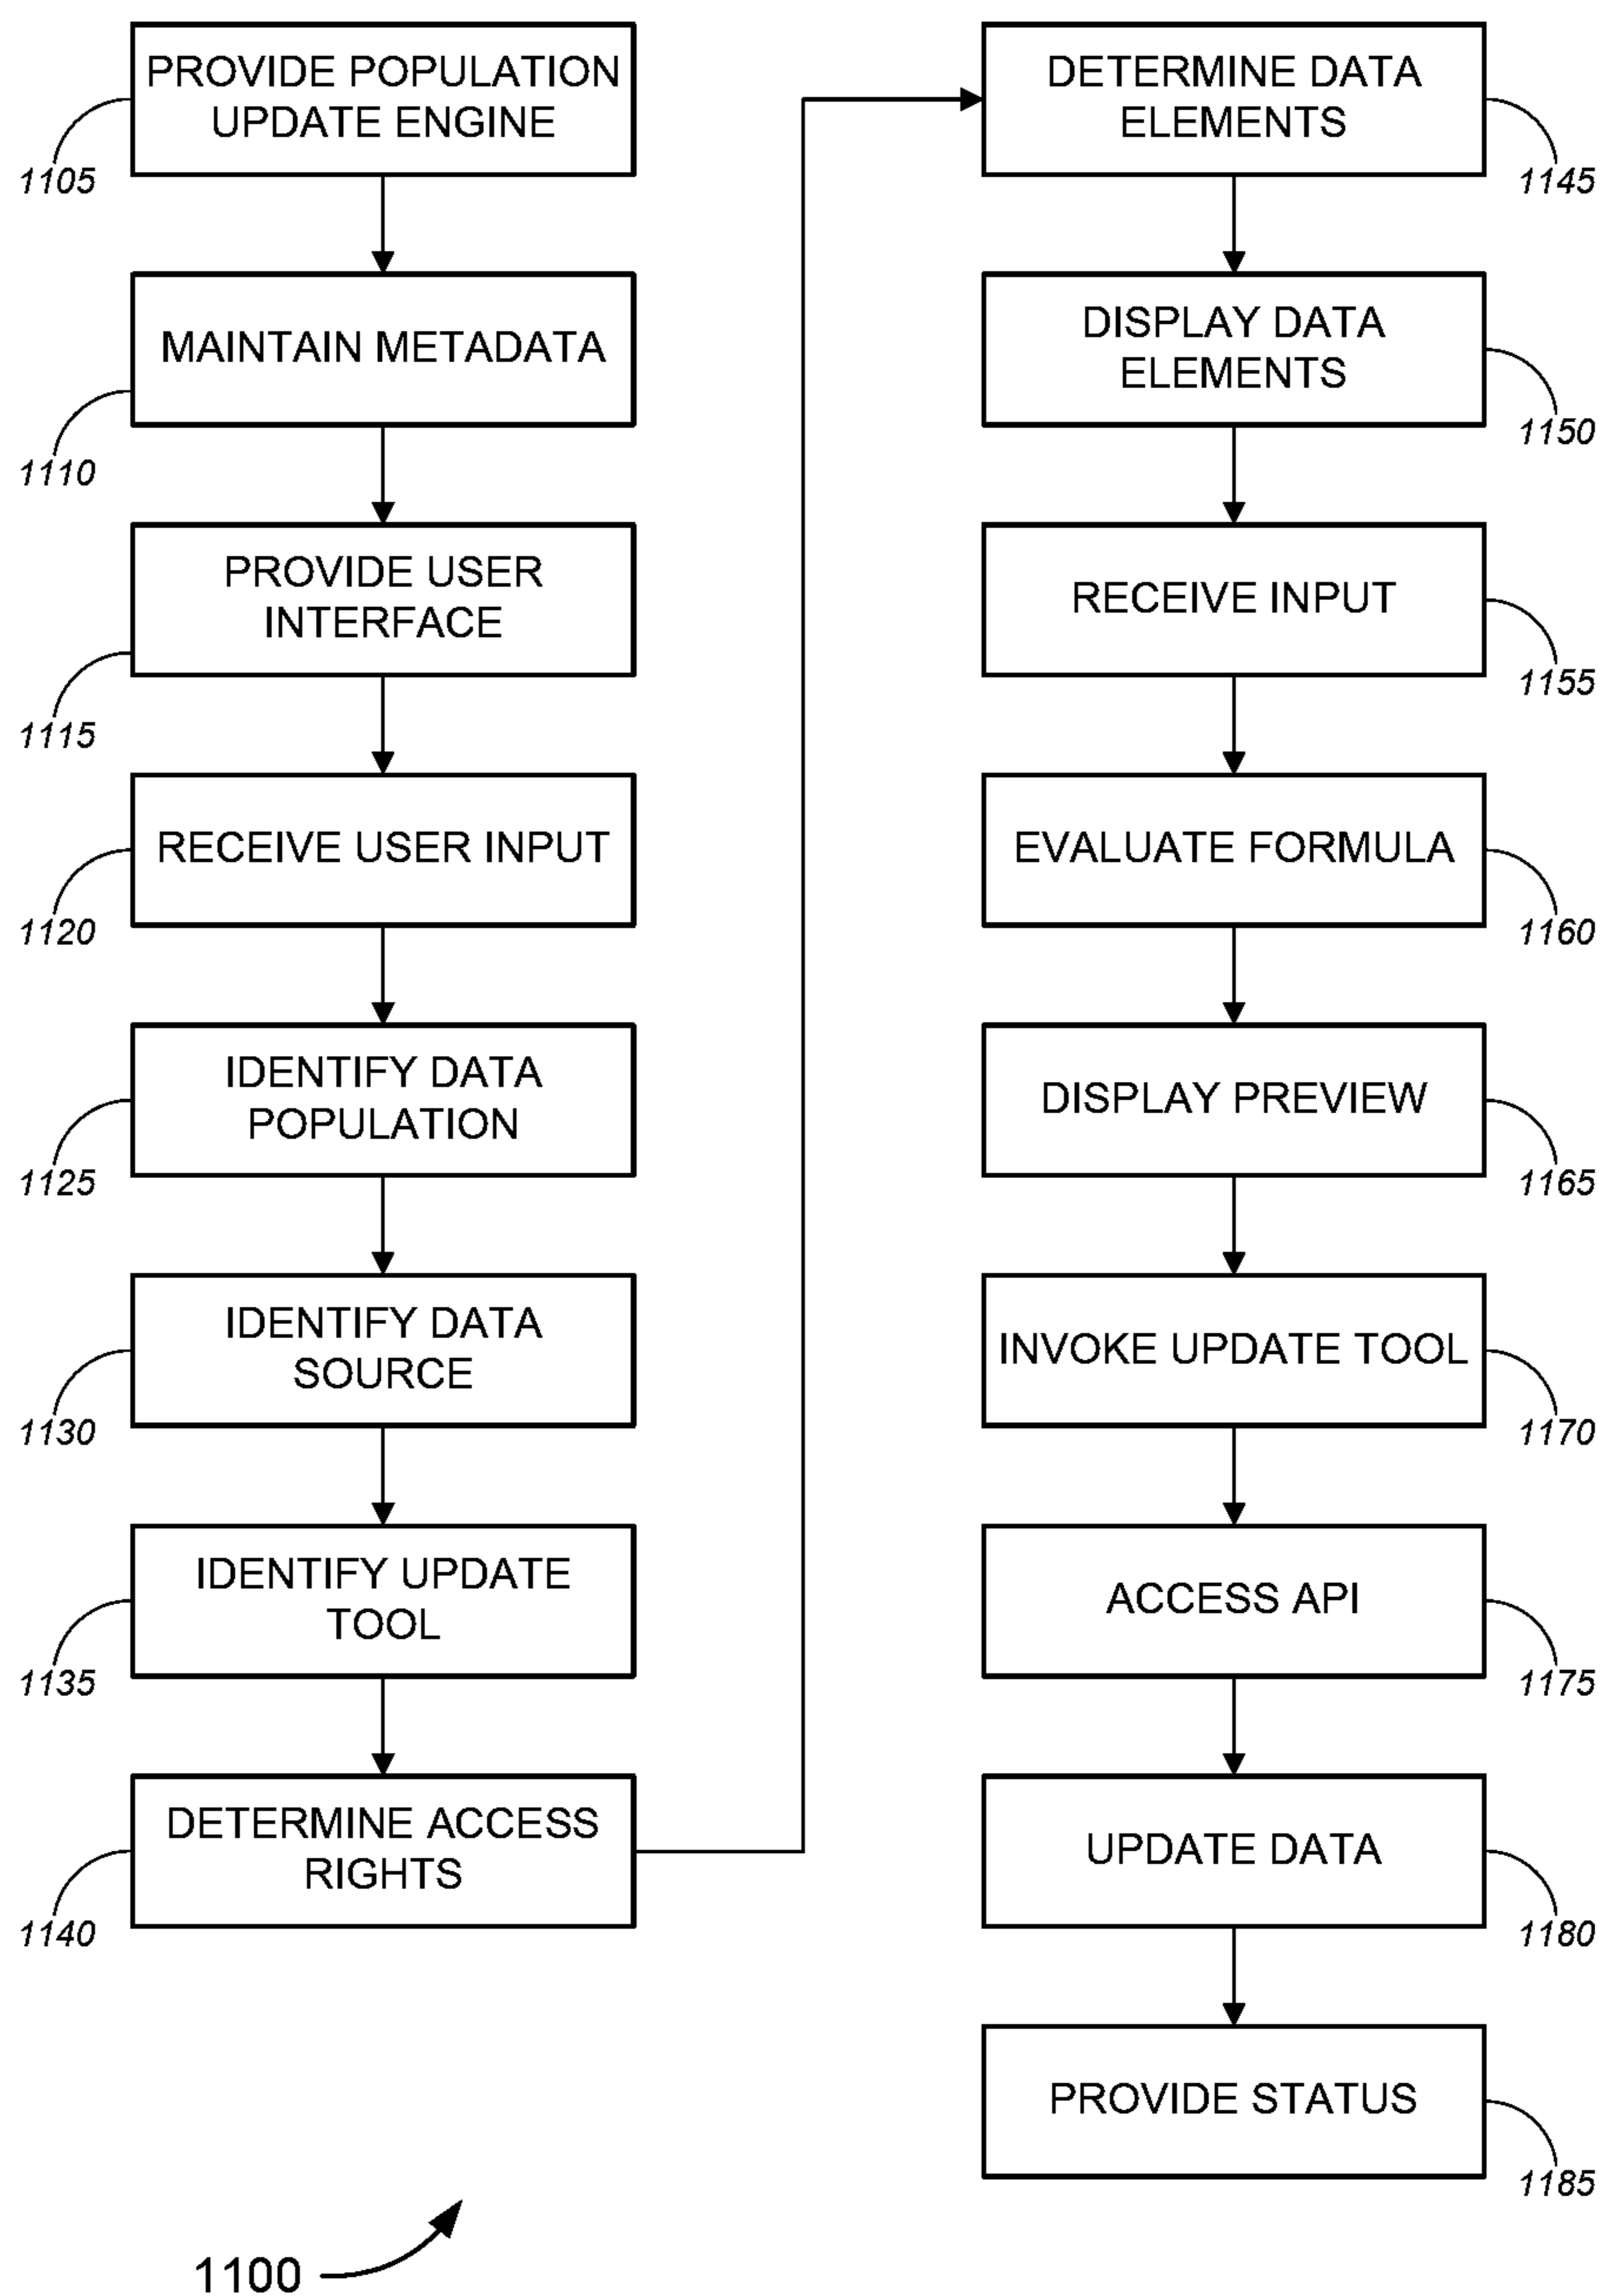 PROVIDE POPULATION
UPDATE ENGINE
1105
MAINTAIN METADATA
1110
PROVIDE USER
INTERFACE
1115
RECEIVE USER INPUT
1120
IDENTIFY DATA
POPULATION
1125
IDENTIFY DATA
SOURCE
1130
IDENTIFY UPDATE
TOOL
1135
DETERMINE ACCESS
RIGHTS
1140
DETERMINE DATA
ELEMENTS
1145
DISPLAY DATA
ELEMENTS
1150
RECEIVE INPUT
1155
EVALUATE FORMULA
1160
DISPLAY PREVIEW
1165
INVOKE UPDATE TOOL
1170
ACCESS API
1175
UPDATE DATA
1180
PROVIDE STATUS
1185
1100